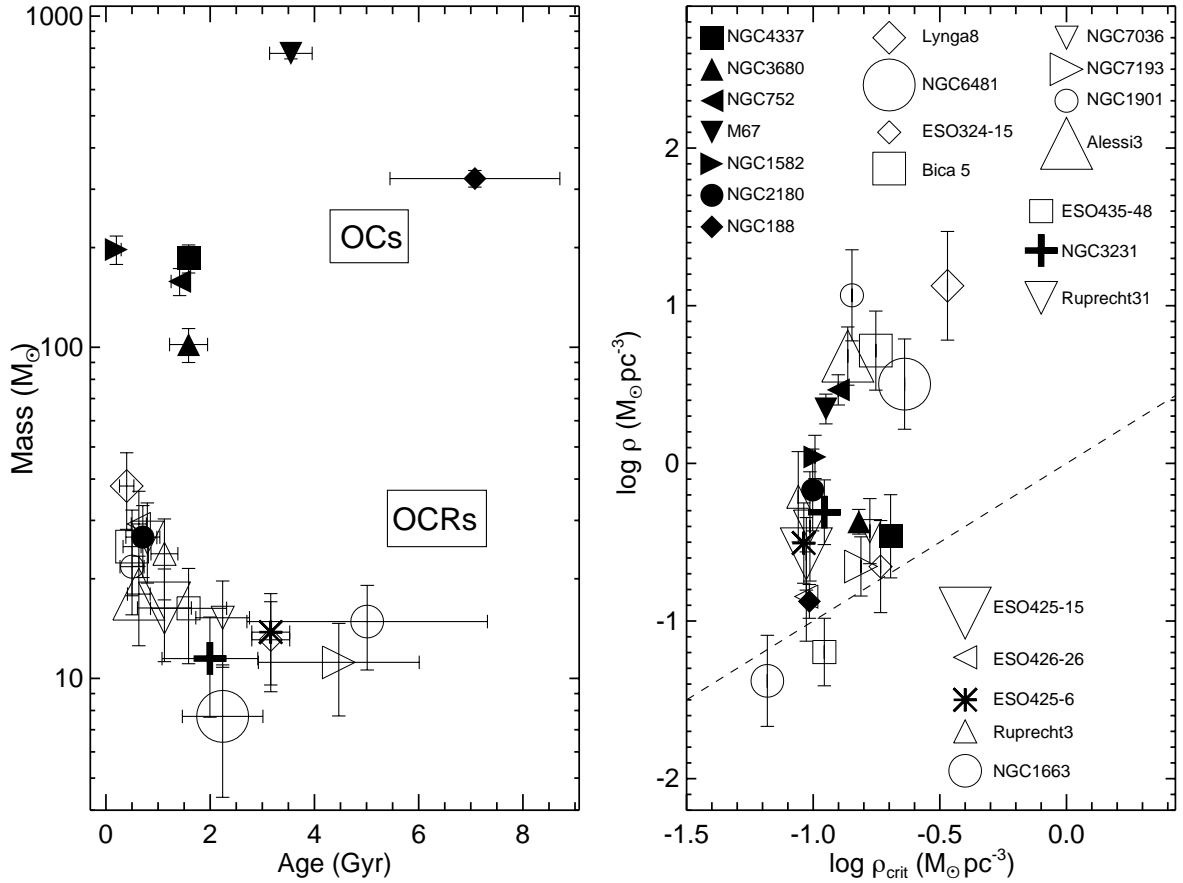 1000
100
10
Mass (M⊙)
OCs
OCRs
0
2
4
6
8
Age (Gyr)
NGC4337
NGC3680
NGC752
M67
NGC1582
NGC2180
NGC188
Lynga8
NGC6481
ESO324-15
Bica 5
NGC7036
NGC7193
NGC1901
Alessi3
ESO435-48
NGC3231
Ruprecht31
ESO425-15
ESO426-26
ESO425-6
Ruprecht3
NGC1663
2
1
0
-1
-2
log ρ (M⊙ pc-3)
-1.5
-1.0
-0.5
0.0
log ρcrit (M⊙ pc-3)